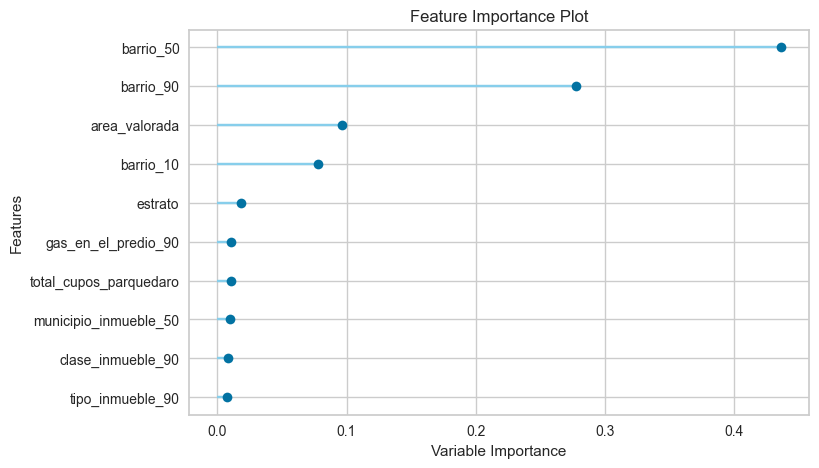 Feature Importance Plot
barrio_50
barrio_90
area_valorada
barrio_10
estrato
gas_en_el_predio_90
total_cupos_parquedaro
municipio_inmueble_50
clase_inmueble_90
tipo_inmueble_90
Features
0.0 0.1 0.2 0.3 0.4
Variable Importance